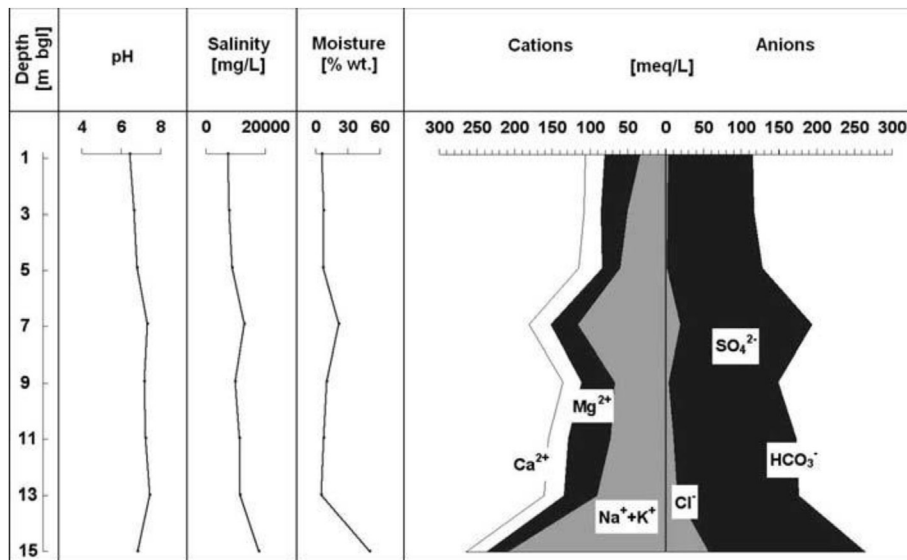 Depth
[m bgl]
pH
Salinity
[mg/L]
Moisture
[% wt.]
Cations
Anions
[meq/L]
4 6 8
0 20000
0 30 60
300 250 200 150 100 50 0 50 100 150 200 250 300
1
3
5
7
9
11
13
15
SO₄²⁻
Mg²⁺
Ca²⁺
HCO₃⁻
Na⁺+K⁺
Cl⁻